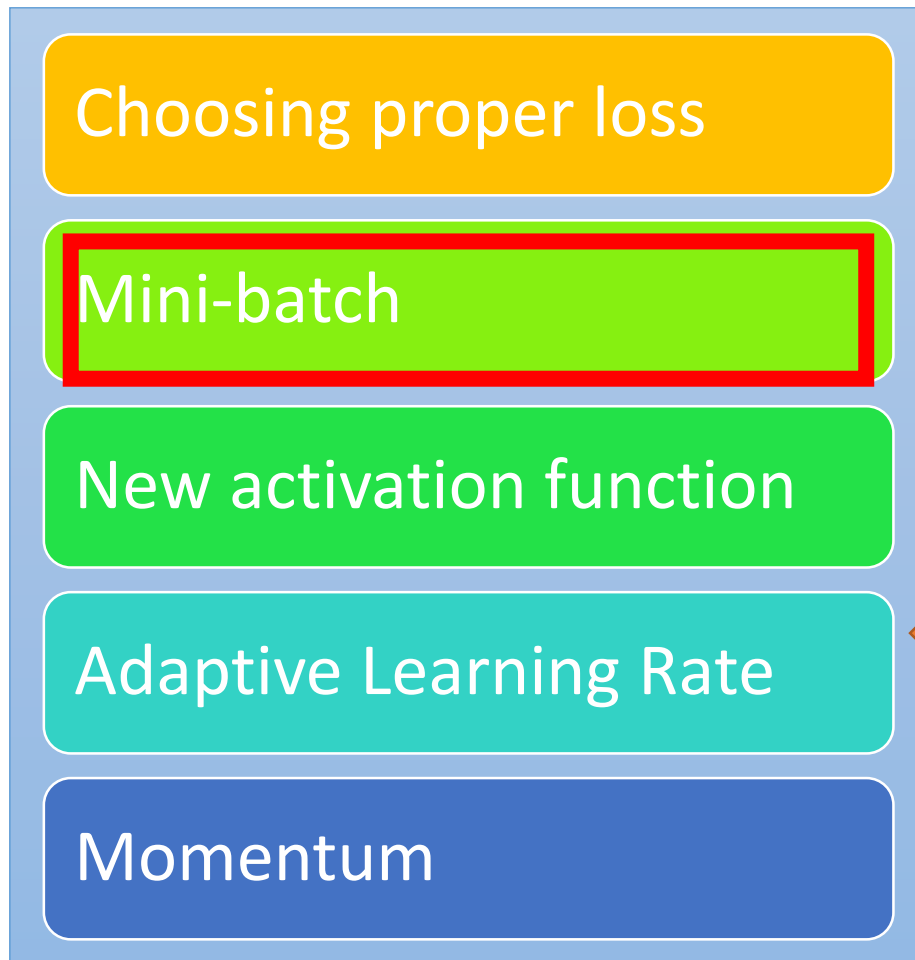 Choosing proper loss
Mini-batch
New activation function
Adaptive Learning Rate
Momentum